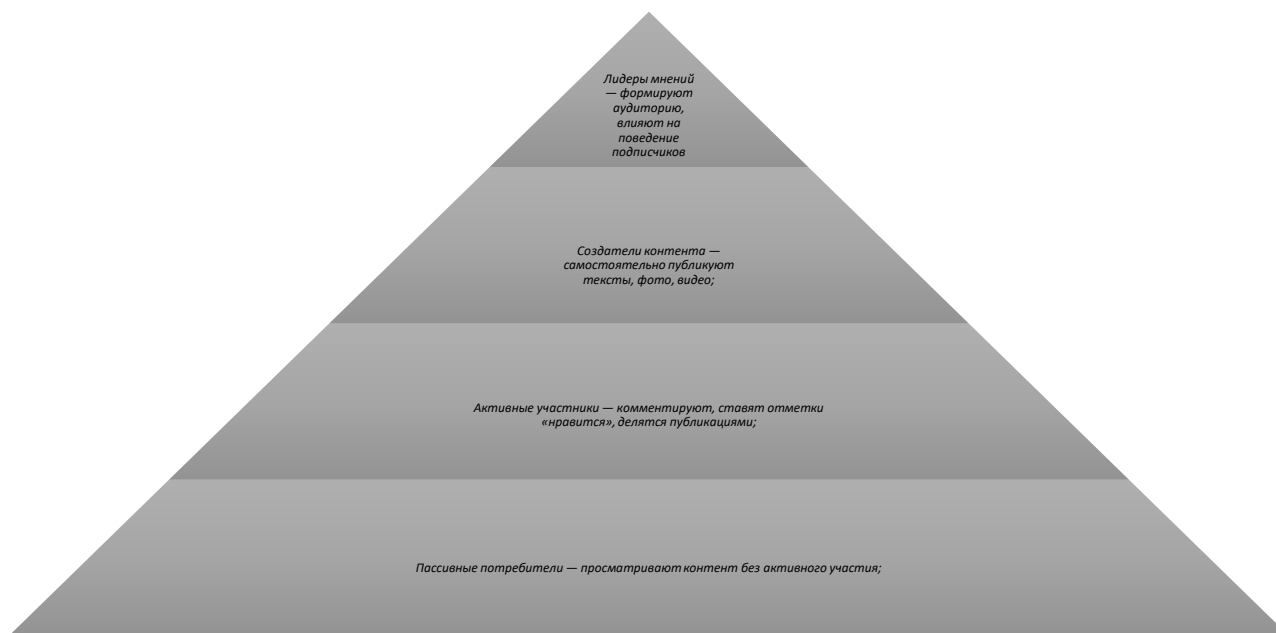 Лидеры мнений
— формируют
аудиторию,
влияют на
поведение
подписчиков
Создатели контента —
самостоятельно публикуют
тексты, фото, видео;
Активные участники — комментируют, ставят отметки
«нравится», делятся публикациями;
Пассивные потребители — просматривают контент без активного участия;